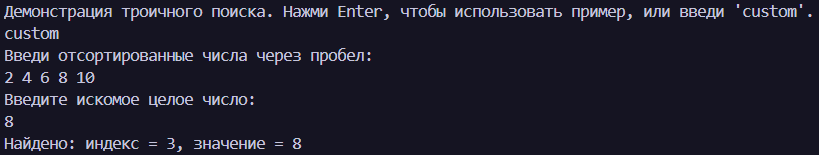 Демонстрация троичного поиска. Нажми Enter, чтобы использовать пример, или введи 'custom'.
custom
Введи отсортированные числа через пробел:
2 4 6 8 10
Введите искомое целое число:
8
Найдено: индекс = 3, значение = 8